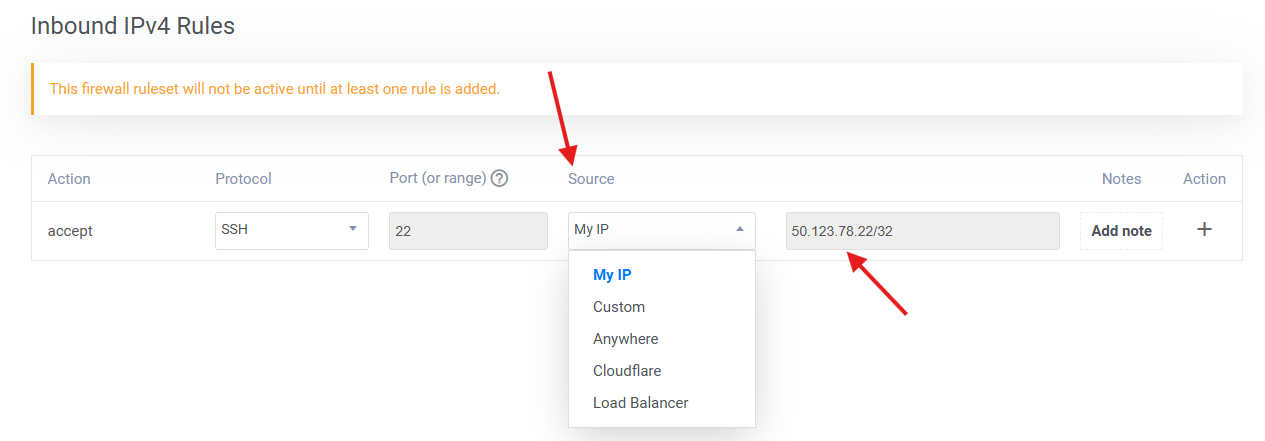 Inbound IPv4 Rules
This firewall ruleset will not be active until at least one rule is added.
Action Protocol Port (or range) ? Source Notes Action
accept SSH 22 My IP 50.123.78.22/32 Add note +
My IP
Custom
Anywhere
Cloudflare
Load Balancer